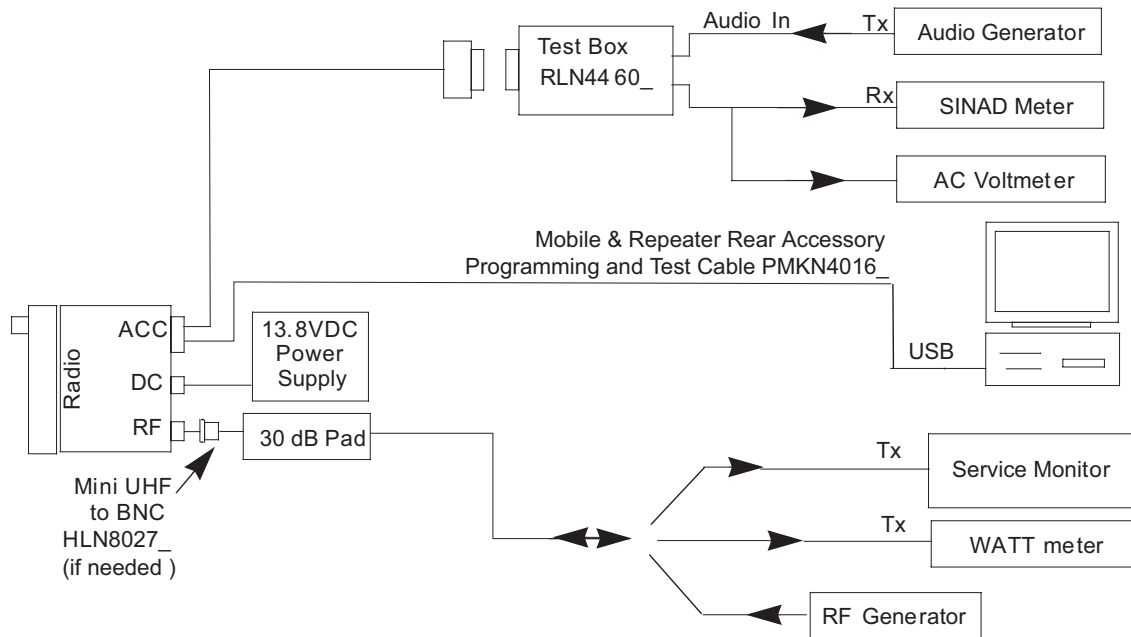 Audio In
Tx
Audio Generator
Test Box
RLN44 60_
Rx
SINAD Meter
AC Voltmeter
Mobile & Repeater Rear Accessory
Programming and Test Cable PMKN4016_
USB
Radio
ACC
DC
RF
13.8VDC
Power
Supply
30 dB Pad
Mini UHF
to BNC
HLN8027_
(if needed )
Tx
Service Monitor
Tx
WATT meter
RF Generator